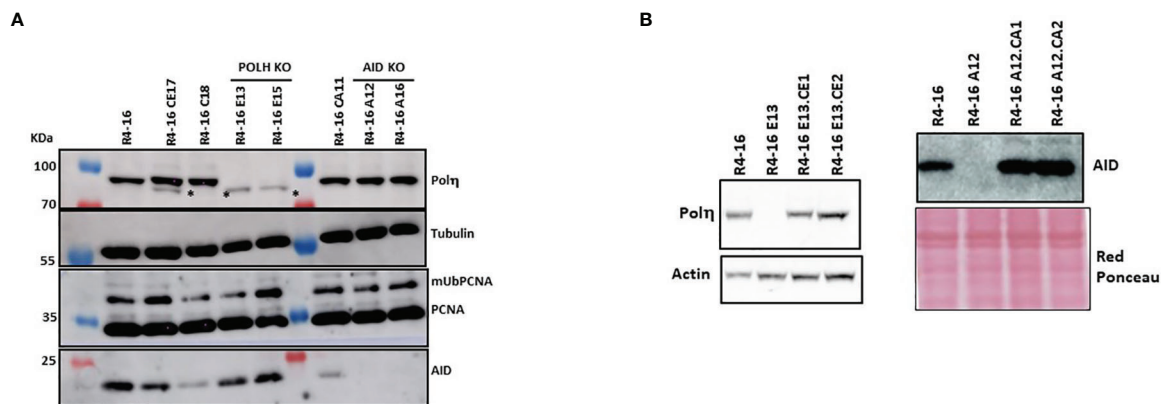 A
POLH KO
AID KO
R4-16
R4-16 CE17
R4-16 C18
R4-16 E13
R4-16 E15
R4-16 CA11
R4-16 A12
R4-16 A16
KDa
100
70
Polη
*
*
*
55
Tubulin
mUbPCNA
35
PCNA
25
AID
B
R4-16
R4-16 E13
R4-16 E13.CE1
R4-16 E13.CE2
Polη
Actin
R4-16
R4-16 A12
R4-16 A12.CA1
R4-16 A12.CA2
AID
Red
Ponceau